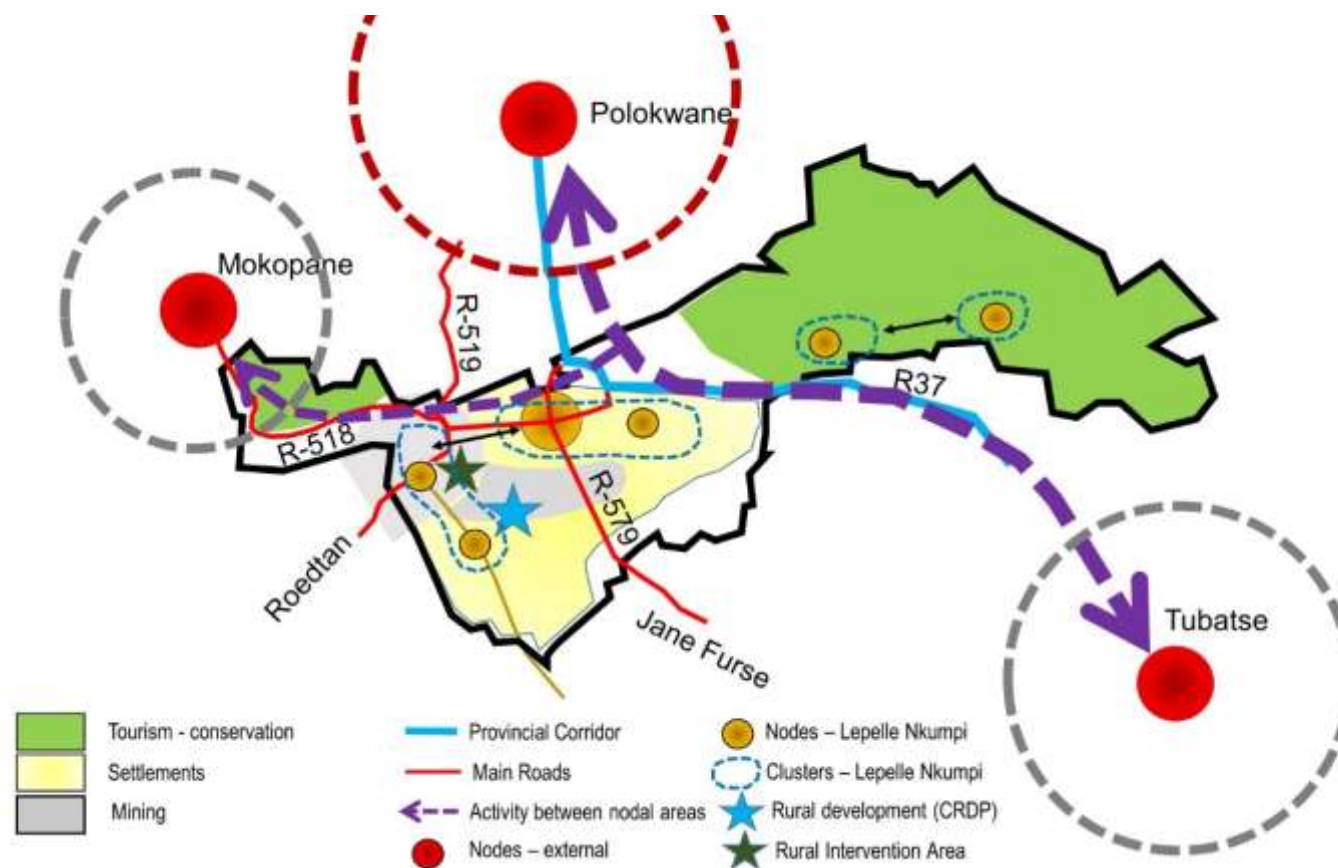 Polokwane
Mokopane
R-519
R37
R-518
R-579
Roedtan
Jane Furse
Tubatse
Tourism - conservation
Settlements
Mining
Provincial Corridor
Main Roads
Activity between nodal areas
Nodes – external
Nodes – Lepelle Nkumpi
Clusters – Lepelle Nkumpi
Rural development (CRDP)
Rural Intervention Area